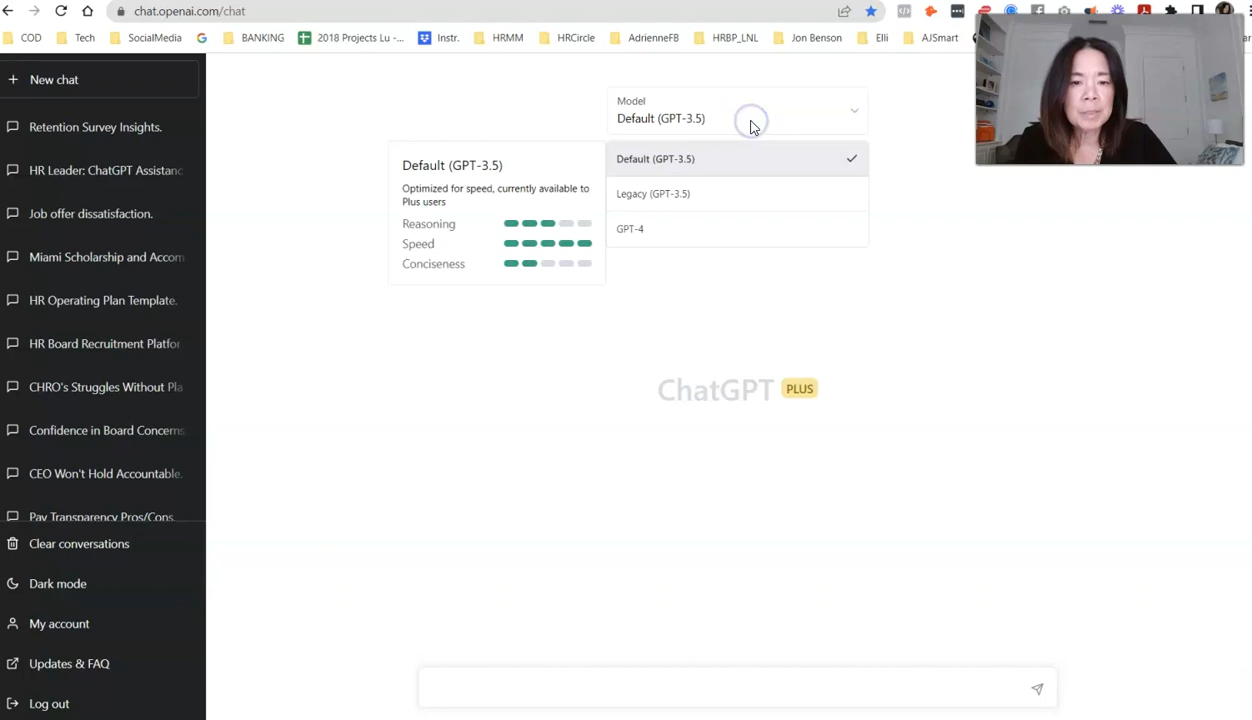 chat.openai.com/chat
COD
Tech
SocialMedia
BANKING
2018 Projects Lu -...
Instr.
HRMM
HRCircle
AdrienneFB
HRBP_LNL
Jon Benson
Elli
AJSmart
New chat
Retention Survey Insights.
HR Leader: ChatGPT Assistanc
Job offer dissatisfaction.
Miami Scholarship and Accom
HR Operating Plan Template.
HR Board Recruitment Platfor
CHRO's Struggles Without Pla
Confidence in Board Concerns
CEO Won't Hold Accountable.
Pay Transparency Pros/Cons.
Clear conversations
Dark mode
My account
Updates & FAQ
Log out
Model
Default (GPT-3.5)
Default (GPT-3.5)
Legacy (GPT-3.5)
GPT-4
Default (GPT-3.5)
Optimized for speed, currently available to
Plus users
Reasoning
Speed
Conciseness
ChatGPT PLUS